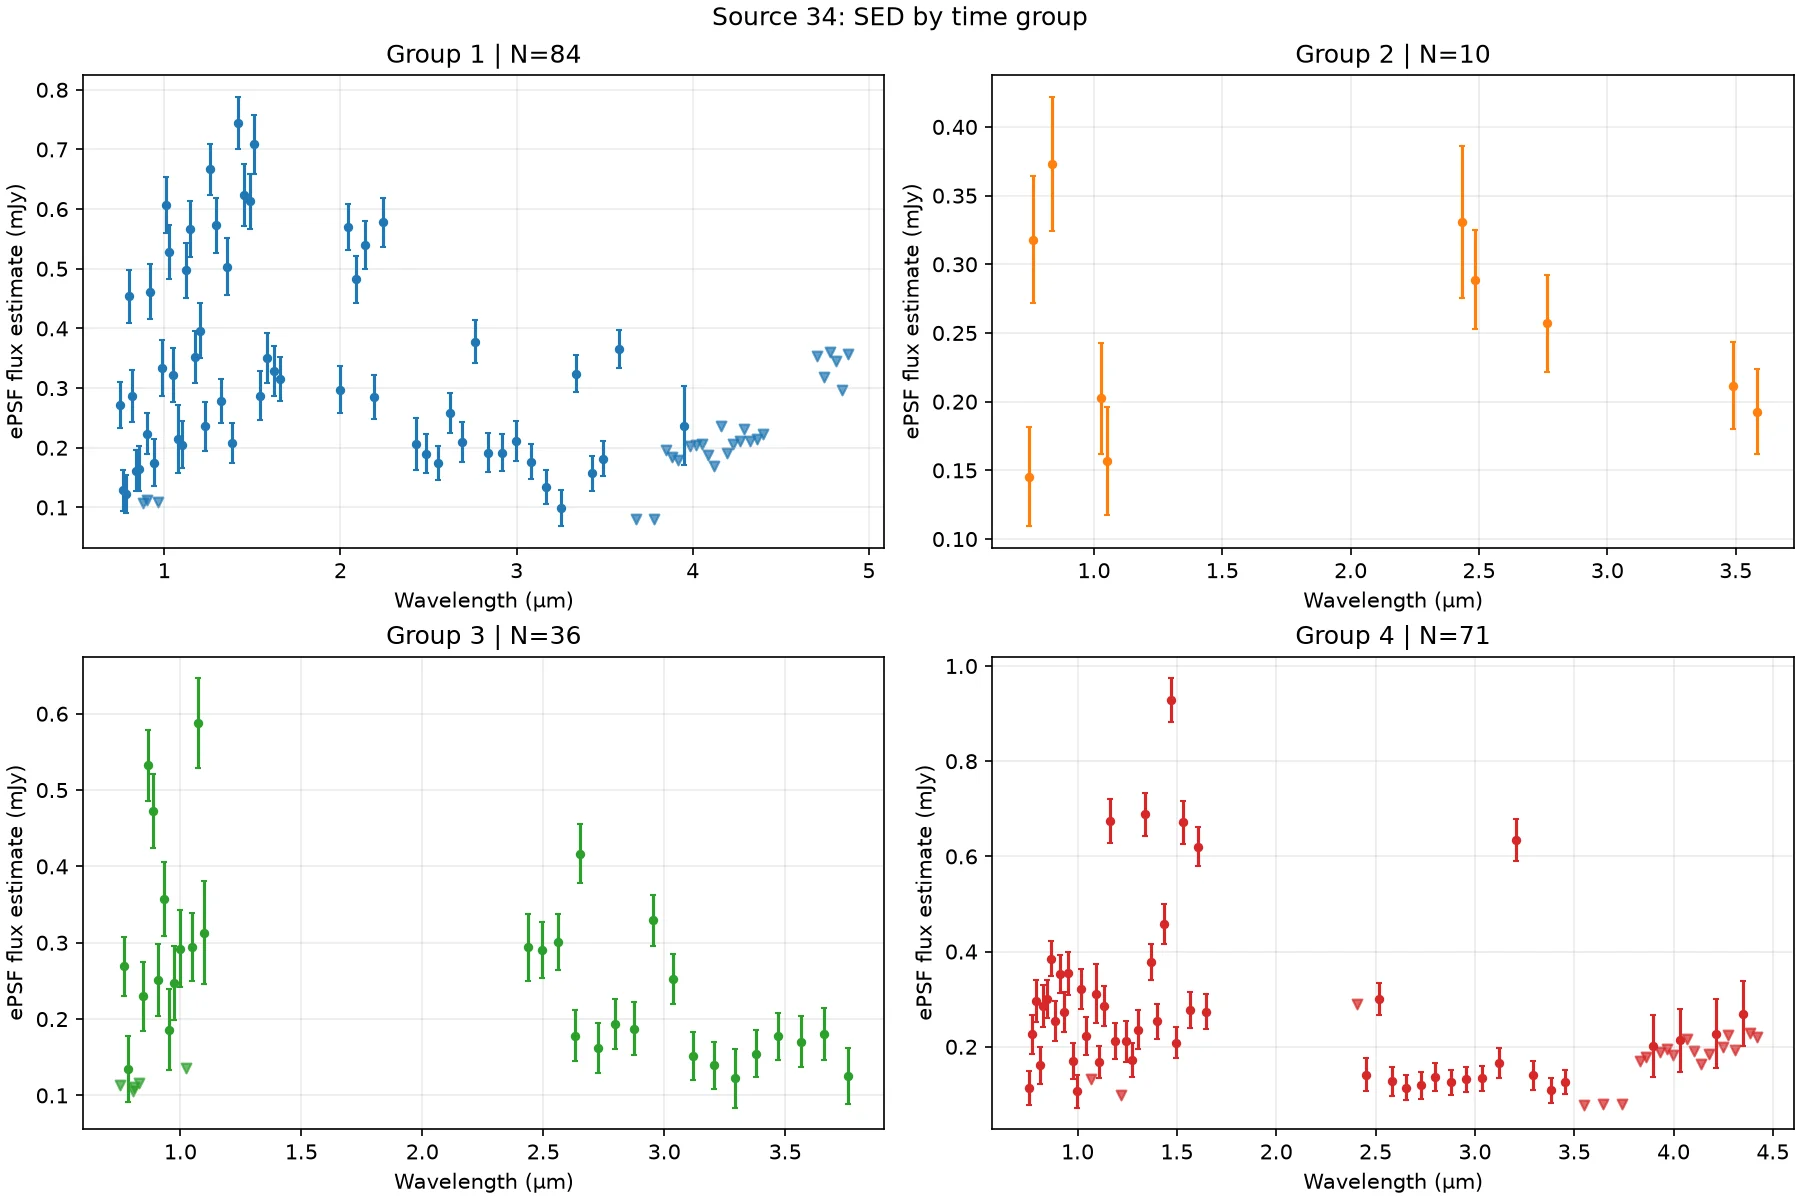 Source 34: SED by time group
Group 1 | N=84
Group 2 | N=10
0.8
0.7
0.6
0.5
0.4
0.3
0.2
0.1
ePSF flux estimate (mJy)
1 2 3 4 5
Wavelength (μm)
0.40
0.35
0.30
0.25
0.20
0.15
0.10
ePSF flux estimate (mJy)
1.0 1.5 2.0 2.5 3.0 3.5
Wavelength (μm)
Group 3 | N=36
Group 4 | N=71
0.6
0.5
0.4
0.3
0.2
0.1
ePSF flux estimate (mJy)
1.0 1.5 2.0 2.5 3.0 3.5
Wavelength (μm)
1.0
0.8
0.6
0.4
0.2
ePSF flux estimate (mJy)
1.0 1.5 2.0 2.5 3.0 3.5 4.0 4.5
Wavelength (μm)